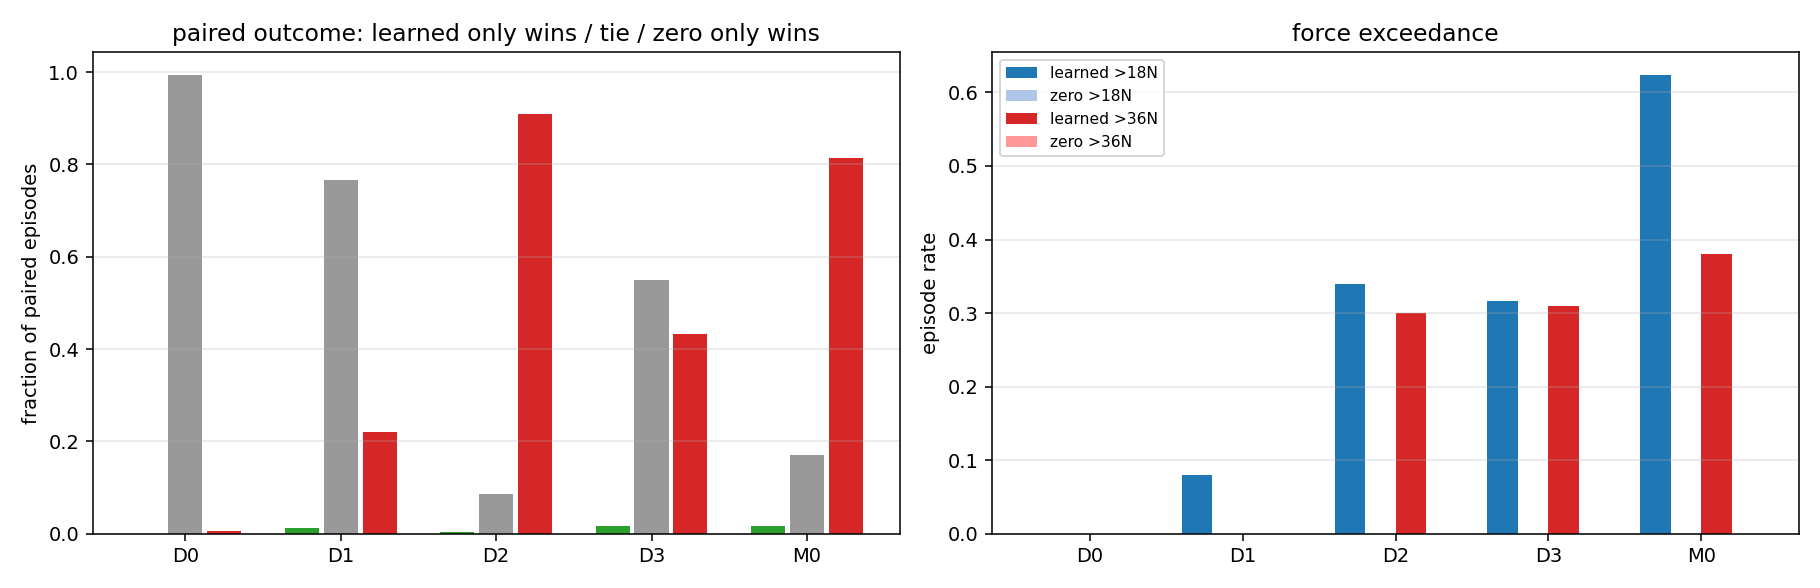 paired outcome: learned only wins / tie / zero only wins
fraction of paired episodes
1.0
0.8
0.6
0.4
0.2
0.0
D0 D1 D2 D3 M0
force exceedance
episode rate
0.6
0.5
0.4
0.3
0.2
0.1
0.0
learned >18N
zero >18N
learned >36N
zero >36N
D0 D1 D2 D3 M0